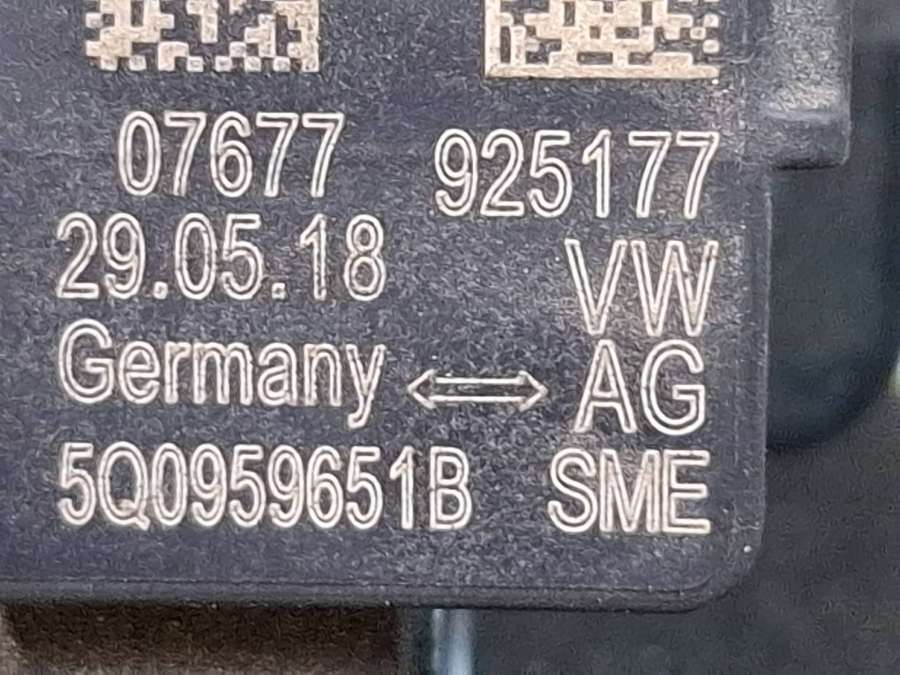 07677 925177
29.05.18 VW
Germany AG
5Q0959651B SME